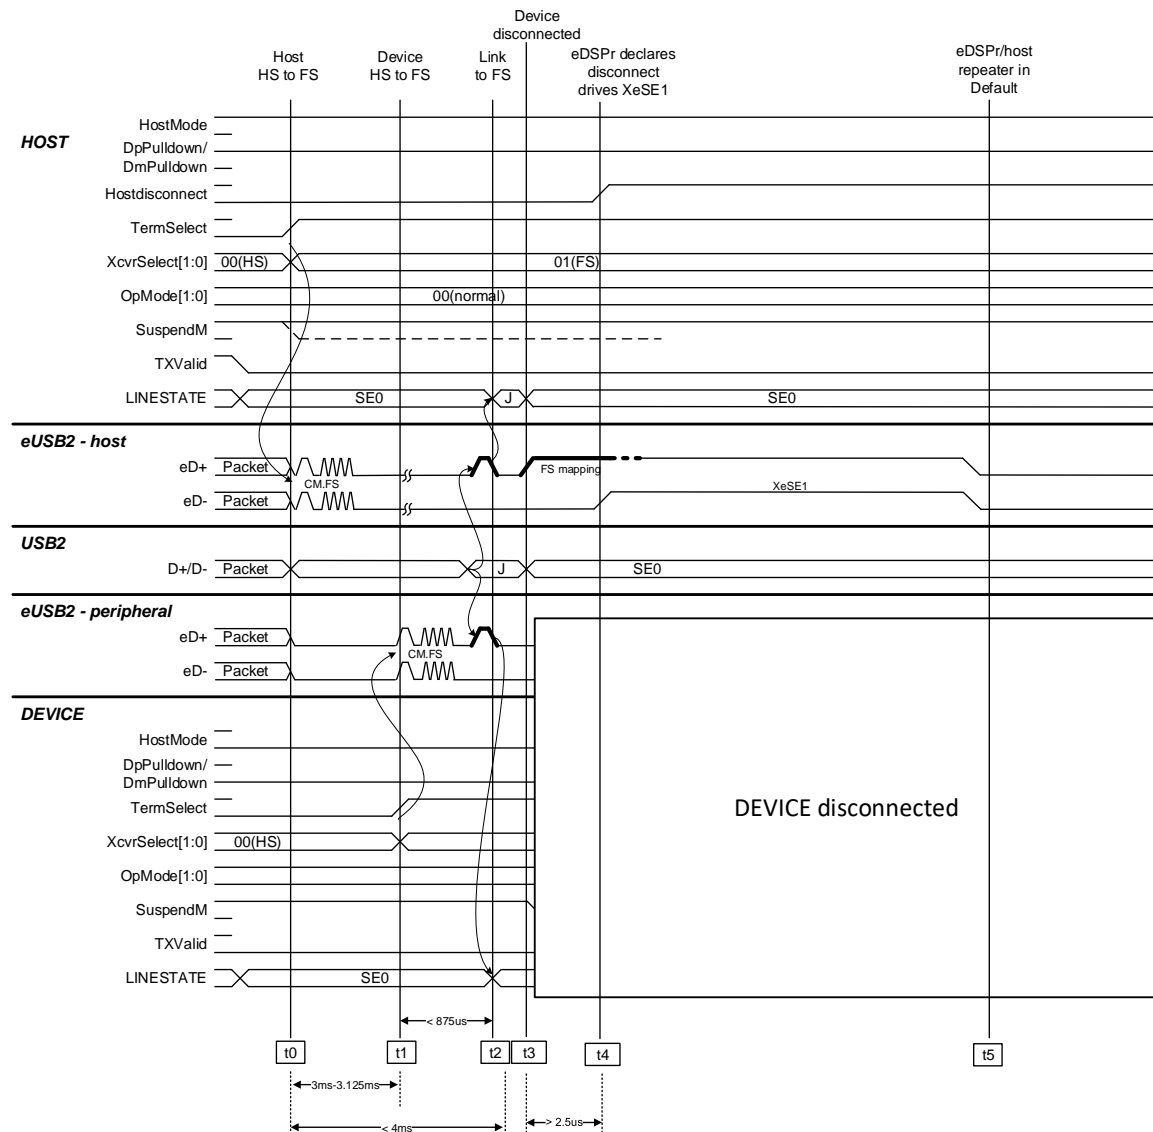 Device
disconnected
Host
HS to FS
Device
HS to FS
Link
to FS
eDSPr declares
disconnect
drives XeSE1
eDSPr/host
repeater in
Default
HOST
HostMode
DpPulldown/
DmPulldown
Hostdisconnect
TermSelect
XcvrSelect[1:0] 00(HS) 01(FS)
OpMode[1:0] 00(normal)
SuspendM
TXValid
LINESTATE SE0 J SE0
eUSB2 - host
eD+ Packet FS mapping
CM.FS XeSE1
eD- Packet
USB2
D+/D- Packet J SE0
eUSB2 - peripheral
eD+ Packet
CM.FS
eD- Packet
DEVICE
HostMode
DpPulldown/
DmPulldown
TermSelect
DEVICE disconnected
XcvrSelect[1:0] 00(HS)
OpMode[1:0]
SuspendM
TXValid
LINESTATE SE0
< 875us
t0 t1 t2 t3 t4 t5
3ms-3.125ms
< 4ms
> 2.5us